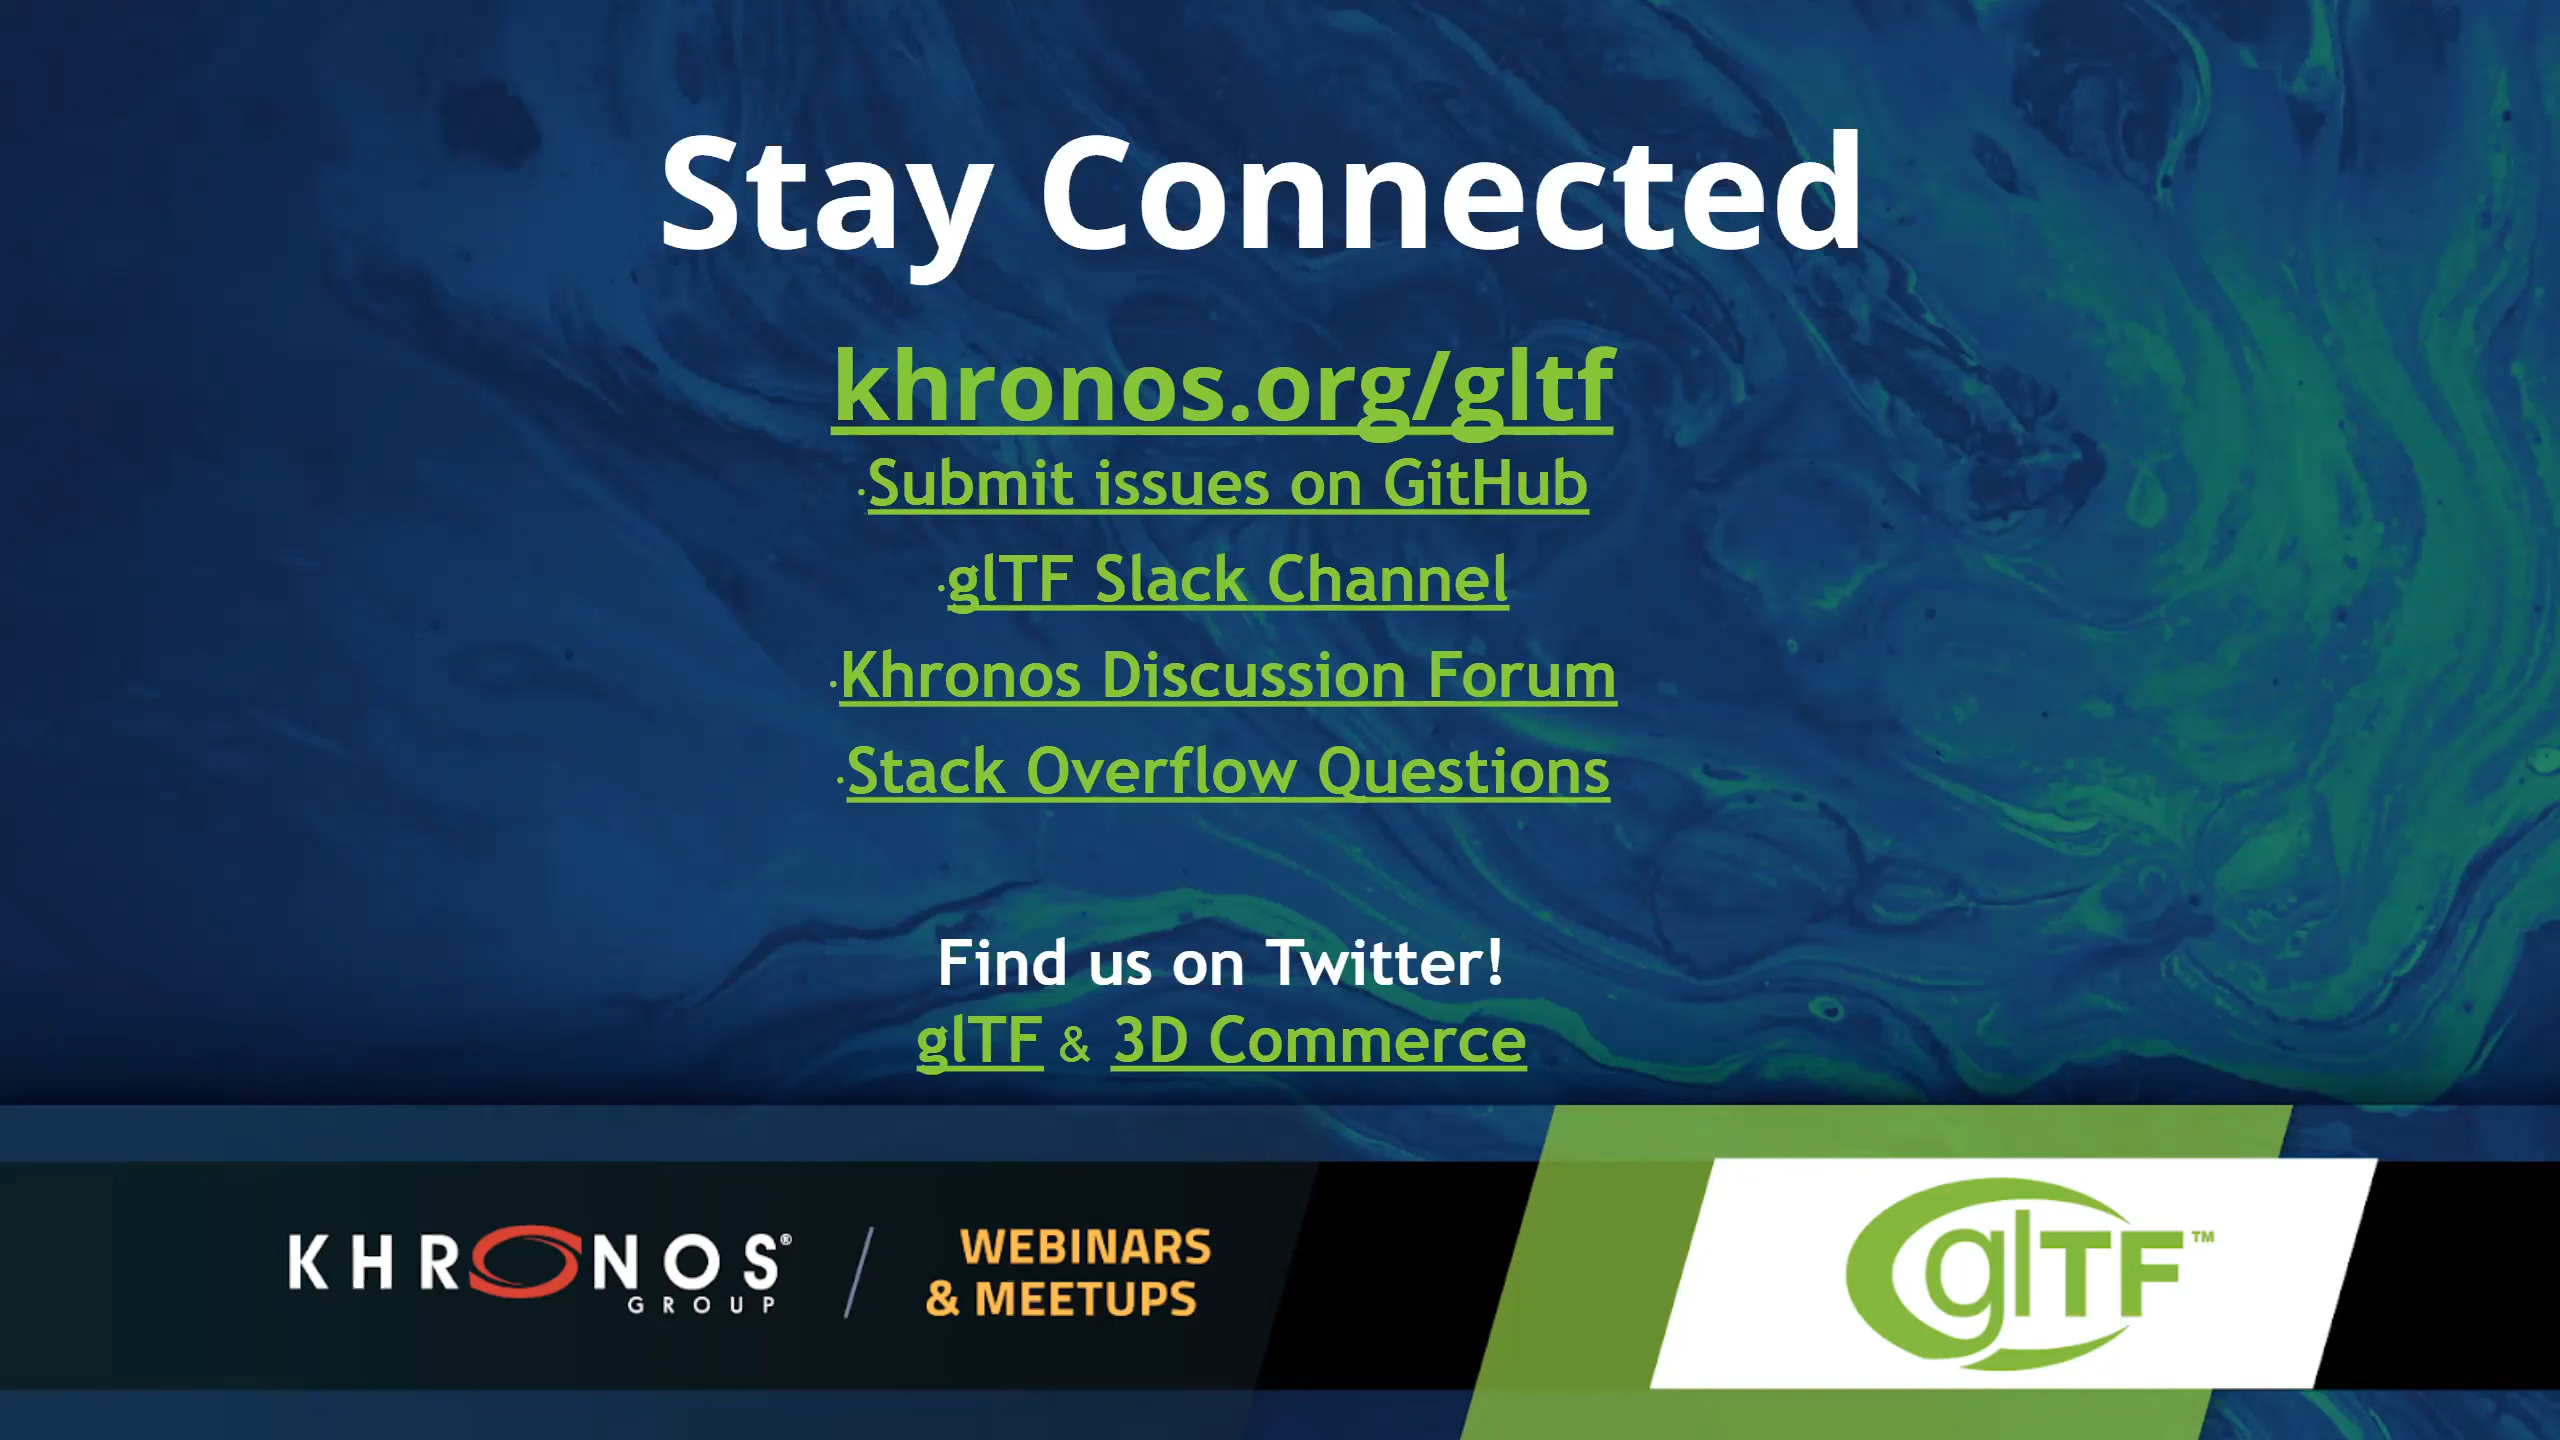 Stay Connected
khronos.org/gltf
·Submit issues on GitHub
·glTF Slack Channel
·Khronos Discussion Forum
·Stack Overflow Questions
Find us on Twitter!
glTF & 3D Commerce
KHRONOS®
GROUP
WEBINARS
& MEETUPS
glTF™